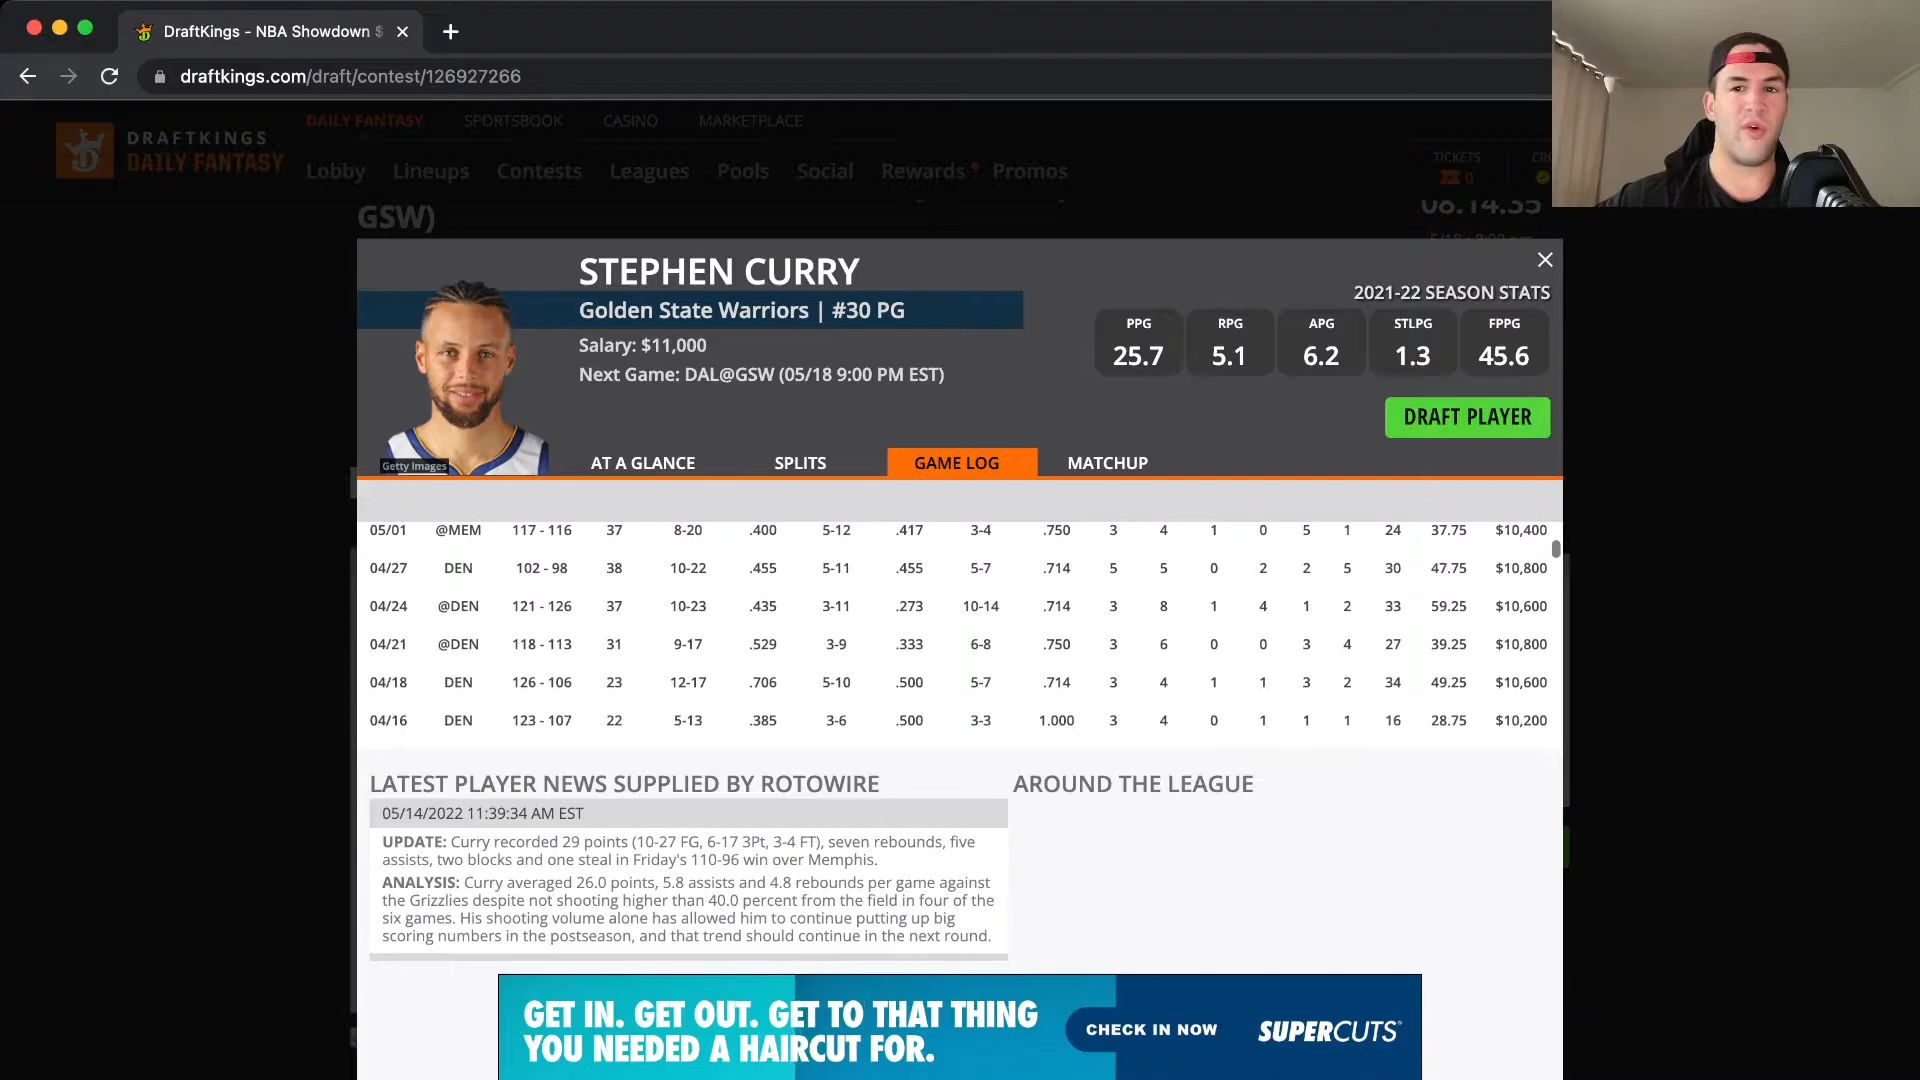 DraftKings - NBA Showdown $
draftkings.com/draft/contest/126927266
DRAFTKINGS
DAILY FANTASY
DAILY FANTASY SPORTSBOOK CASINO MARKETPLACE
Lobby Lineups Contests Leagues Pools Social Rewards Promos
TICKETS
0
GSW)
STEPHEN CURRY
Golden State Warriors | #30 PG
Salary: $11,000
Next Game: DAL@GSW (05/18 9:00 PM EST)
Getty Images
2021-22 SEASON STATS
PPG RPG APG STLPG FPPG
25.7 5.1 6.2 1.3 45.6
DRAFT PLAYER
AT A GLANCE SPLITS GAME LOG MATCHUP
05/01 @MEM 117 - 116 37 8-20 .400 5-12 .417 3-4 .750 3 4 1 0 5 1 24 37.75 $10,400
04/27 DEN 102 - 98 38 10-22 .455 5-11 .455 5-7 .714 5 5 0 2 2 5 30 47.75 $10,800
04/24 @DEN 121 - 126 37 10-23 .435 3-11 .273 10-14 .714 3 8 1 4 1 2 33 59.25 $10,600
04/21 @DEN 118 - 113 31 9-17 .529 3-9 .333 6-8 .750 3 6 0 0 3 4 27 39.25 $10,800
04/18 DEN 126 - 106 23 12-17 .706 5-10 .500 5-7 .714 3 4 1 1 3 2 34 49.25 $10,600
04/16 DEN 123 - 107 22 5-13 .385 3-6 .500 3-3 1.000 3 4 0 1 1 1 16 28.75 $10,200
LATEST PLAYER NEWS SUPPLIED BY ROTOWIRE
05/14/2022 11:39:34 AM EST
UPDATE: Curry recorded 29 points (10-27 FG, 6-17 3Pt, 3-4 FT), seven rebounds, five
assists, two blocks and one steal in Friday's 110-96 win over Memphis.
ANALYSIS: Curry averaged 26.0 points, 5.8 assists and 4.8 rebounds per game against
the Grizzlies despite not shooting higher than 40.0 percent from the field in four of the
six games. His shooting volume alone has allowed him to continue putting up big
scoring numbers in the postseason, and that trend should continue in the next round.
AROUND THE LEAGUE
GET IN. GET OUT. GET TO THAT THING
YOU NEEDED A HAIRCUT FOR.
CHECK IN NOW
SUPERCUTS